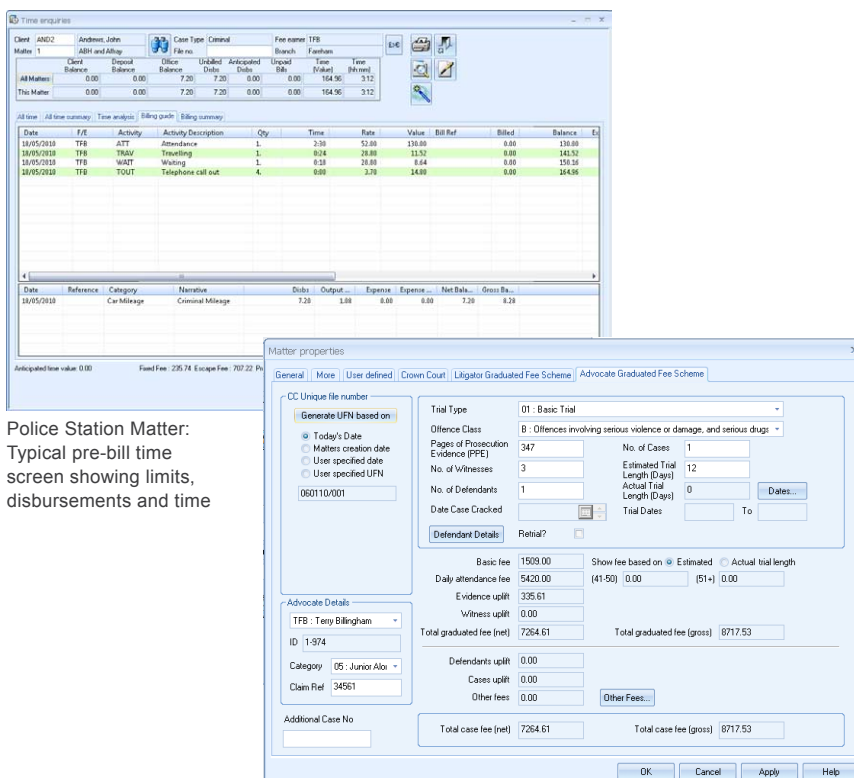 Time enquiries
Client AND2 Andrews, John Case Type Criminal Fee earner TFB
Matter 1 ABH and Affray File no. Branch Fareham
Client Balance Deposit Balance Office Balance Unbilled Disbs Anticipated Disbs Unpaid Bills Time [Value] Time [hh:mm]
All Matters 0.00 0.00 7.20 7.20 0.00 0.00 164.96 3:12
This Matter 0.00 0.00 7.20 7.20 0.00 0.00 164.96 3:12
All time All time summary Time analysis Billing guide Billing summary
Date F/E Activity Activity Description Qty Time Rate Value Bill Ref Billed Balance
18/05/2010 TFB ATT Attendance 1. 2:30 52.00 130.00 0.00 130.00
18/05/2010 TFB TRAV Travelling 1. 0:24 28.80 11.52 0.00 141.52
18/05/2010 TFB WAIT Waiting 1. 0:18 28.80 8.64 0.00 150.16
18/05/2010 TFB TOUT Telephone call out 4. 0:00 3.70 14.80 0.00 164.96
Date Reference Category Narrative Disbs Output ... Expense Expense ... Net Bala... Gross Ba...
18/05/2010 Car Mileage Criminal Mileage 7.20 1.08 0.00 0.00 7.20 8.28
Anticipated time value: 0.00 Fixed Fee : 235.74 Escape Fee : 707.22
Police Station Matter:
Typical pre-bill time
screen showing limits,
disbursements and time
Matter properties
General More User defined Crown Court Litigator Graduated Fee Scheme Advocate Graduated Fee Scheme
CC Unique file number
Generate UFN based on
Today's Date
Matters creation date
User specified date
User specified UFN
060110/001
Trial Type 01 : Basic Trial
Offence Class B : Offences involving serious violence or damage, and serious drugs
Pages of Prosecution Evidence (PPE) 347 No. of Cases 1
No. of Witnesses 3 Estimated Trial Length (Days) 12
No. of Defendants 1 Actual Trial Length (Days) 0 Dates...
Date Case Cracked Trial Dates To
Defendant Details Retrial?
Basic fee 1509.00 Show fee based on Estimated Actual trial length
Daily attendance fee 5420.00 (41-50) 0.00 (51+) 0.00
Evidence uplift 335.61
Witness uplift 0.00
Total graduated fee (net) 7264.61 Total graduated fee (gross) 8717.53
Advocate Details
TFB : Terry Billingham
ID 1-974
Category 05 : Junior Alor
Claim Ref 34561
Defendants uplift 0.00
Cases uplift 0.00
Other fees 0.00 Other Fees...
Additional Case No
Total case fee (net) 7264.61 Total case fee (gross) 8717.53
OK Cancel Apply Help